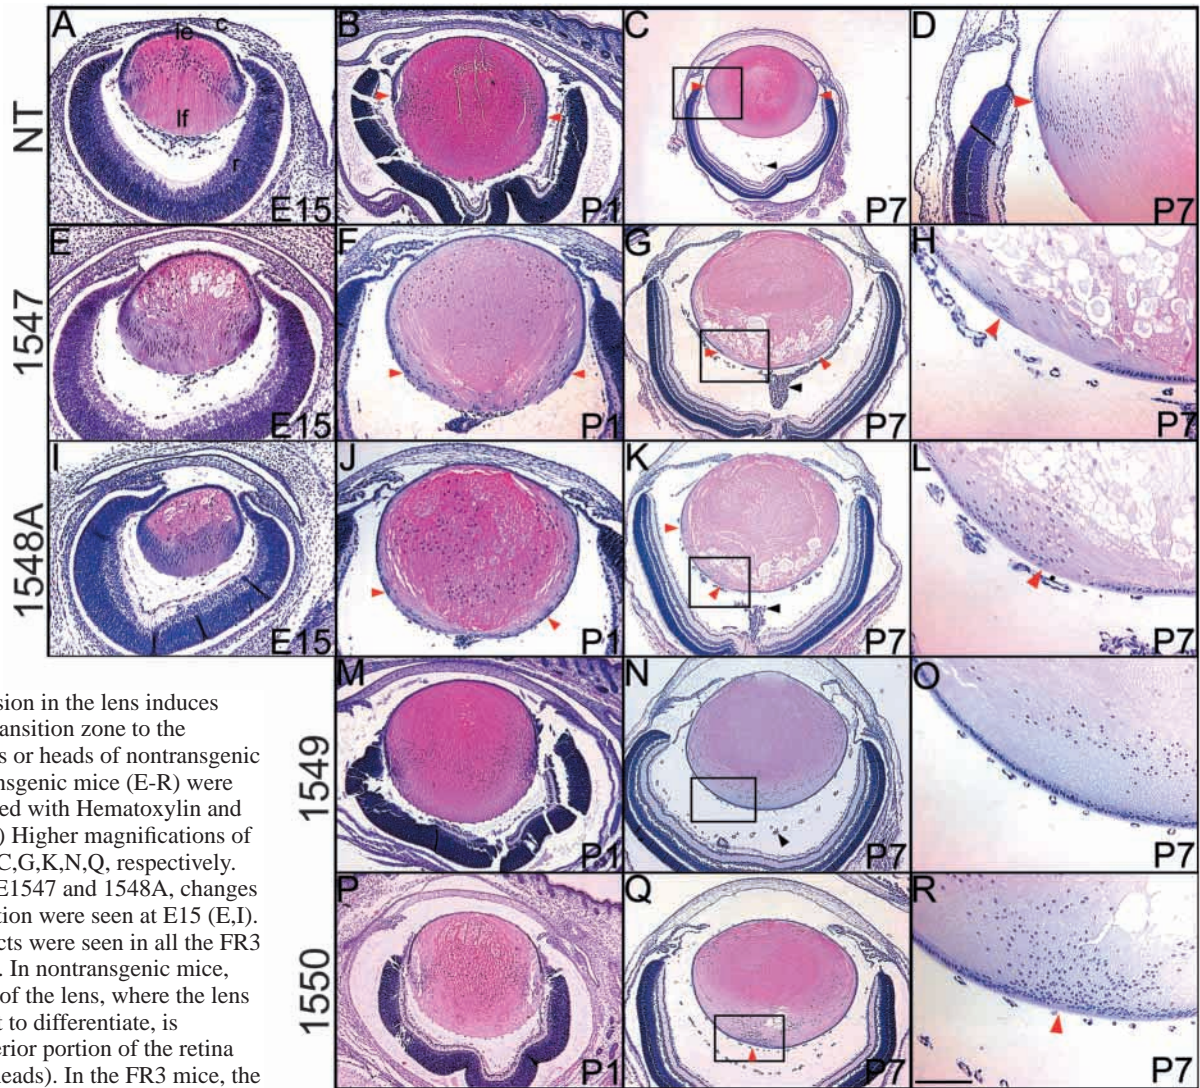 NT
A
le
c
lf
r
E15
B
P1
C
P7
D
P7
1547
E
E15
F
P1
G
P7
H
P7
1548A
I
E15
J
P1
K
P7
L
P7
sion in the lens induces
ransition zone to the
s or heads of nontransgenic
nsgenic mice (E-R) were
ed with Hematoxylin and
) Higher magnifications of
C,G,K,N,Q, respectively.
E1547 and 1548A, changes
tion were seen at E15 (E,I).
cts were seen in all the FR3
. In nontransgenic mice,
of the lens, where the lens
t to differentiate, is
erior portion of the retina
heads). In the FR3 mice, the
M
P1
1549
N
P7
O
P7
P
P1
1550
Q
P7
R
P7